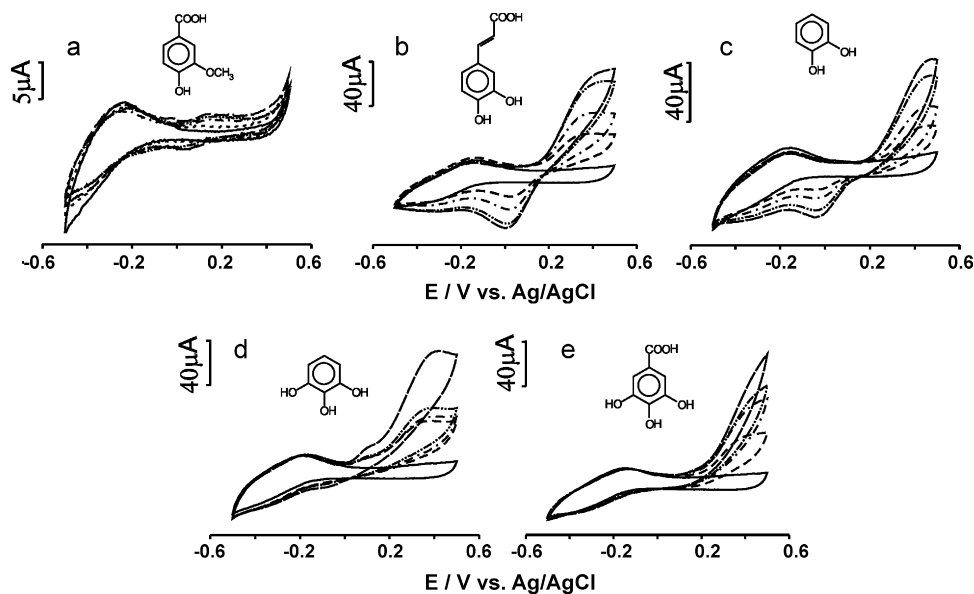 a
COOH
OCH3
OH
5µA
b
COOH
OH
OH
40µA
c
OH
OH
40µA
-0.6 -0.2 0.2 0.6
-0.6 -0.2 0.2 0.6
-0.6 -0.2 0.2 0.6
E / V vs. Ag/AgCl
d
HO OH
OH
40µA
e
COOH
HO OH
OH
40µA
-0.6 -0.2 0.2 0.6
-0.6 -0.2 0.2 0.6
E / V vs. Ag/AgCl